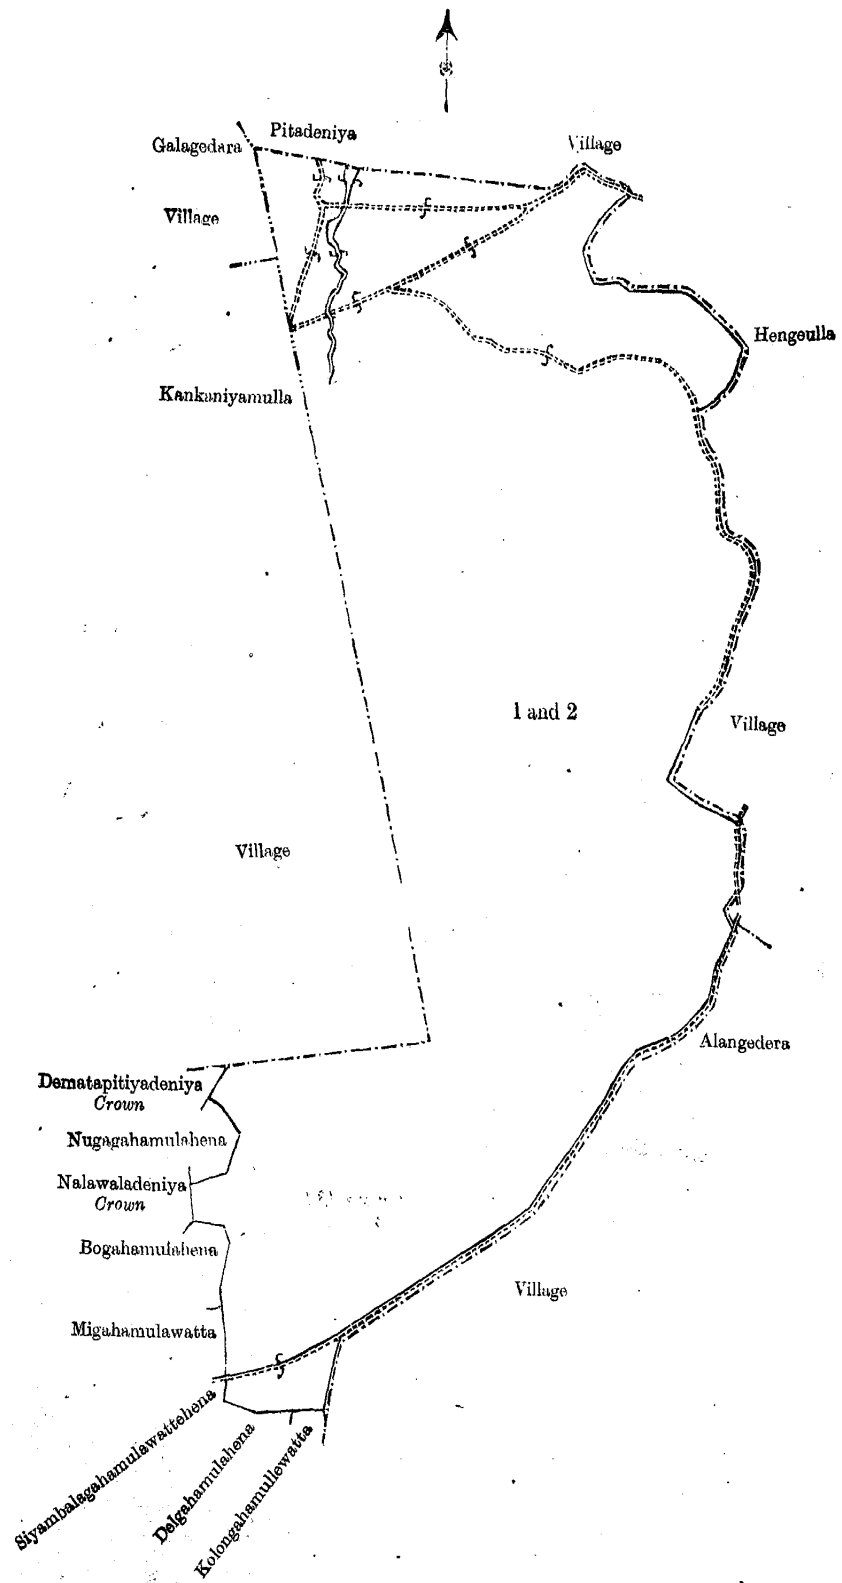 Pitadeniya
Village
Galagedara
Village
Hengeulla
Kankaniyamulla
1 and 2
Village
Village
Alangedera
Dematapitiyadeniya
Crown
Nugagahamulahena
Nalawaladeniya
Crown
Bogahamulahena
Village
Migahamulawatta
Siyambalagahamulawattehena
Delgahamulahena
Kolongahamullewatta